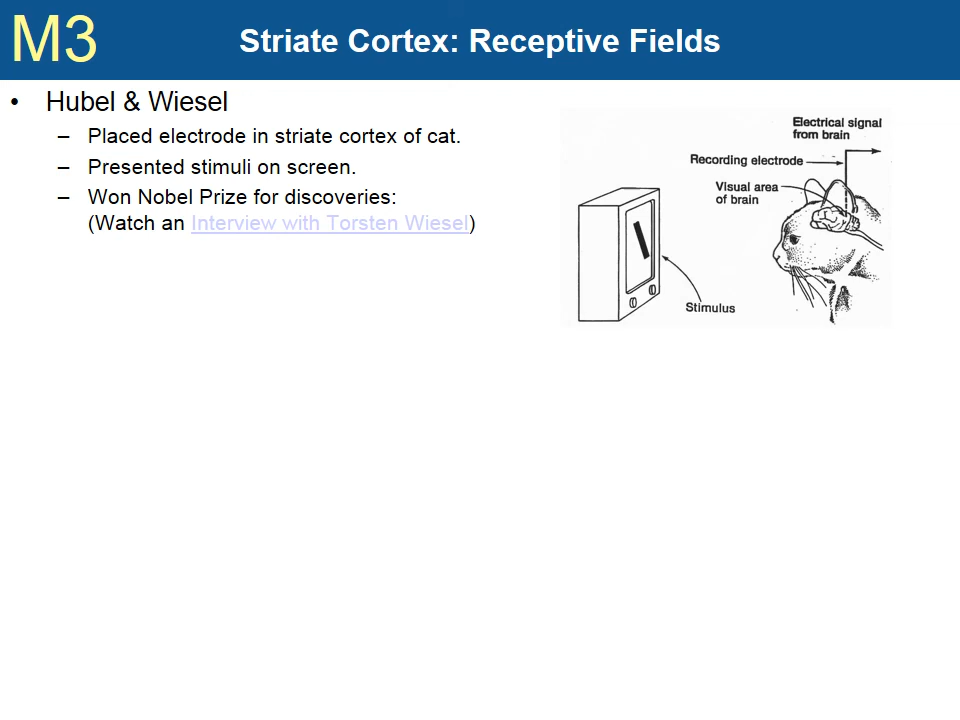 M3
Striate Cortex: Receptive Fields
• Hubel & Wiesel
– Placed electrode in striate cortex of cat.
– Presented stimuli on screen.
– Won Nobel Prize for discoveries:
(Watch an Interview with Torsten Wiesel)
Electrical signal
from brain
Recording electrode
Visual area
of brain
Stimulus